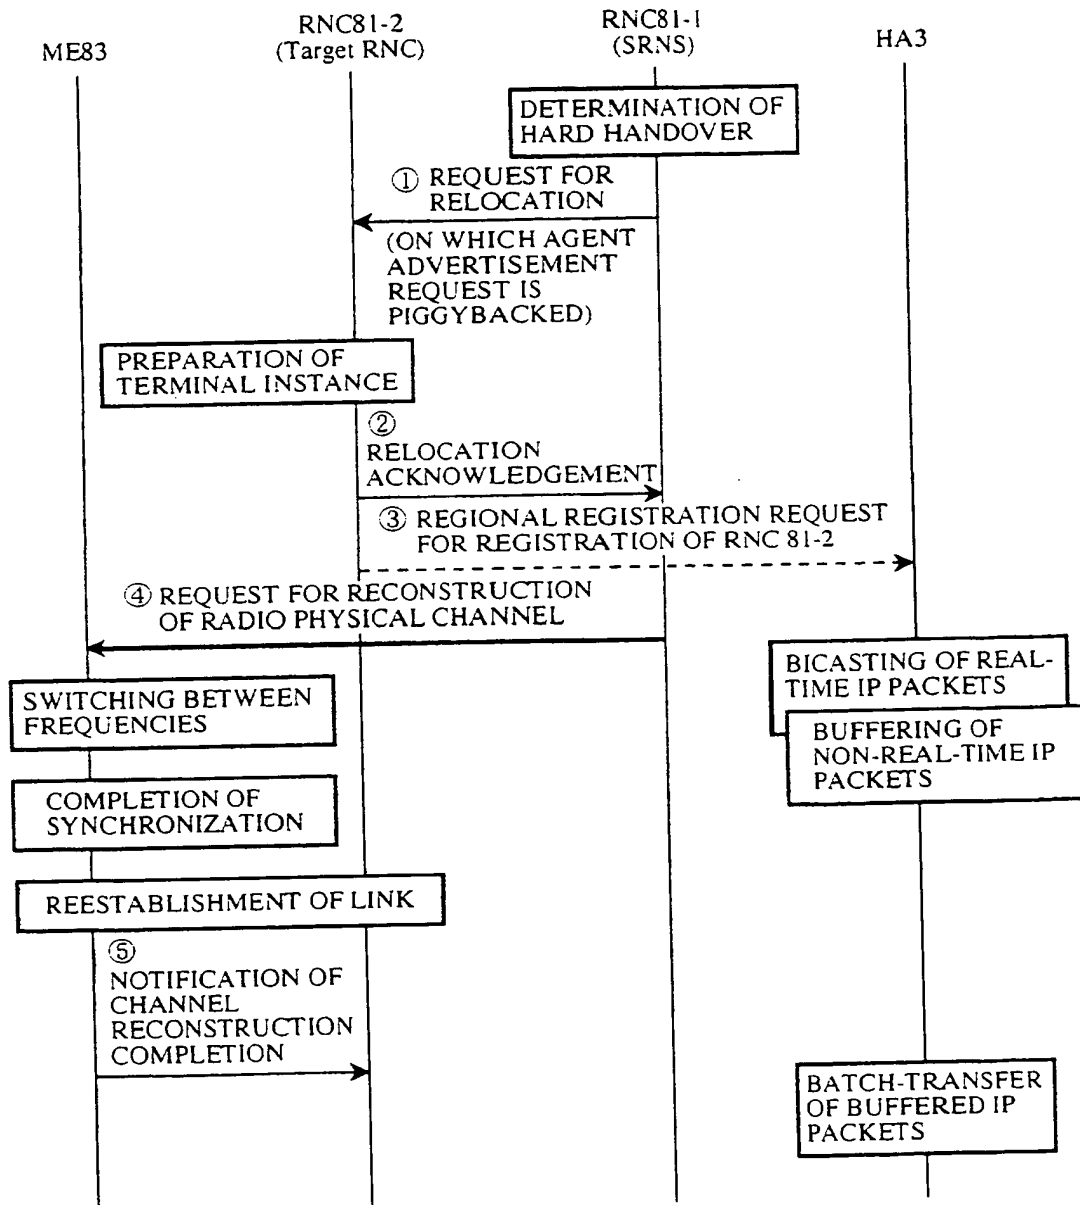 ME83
RNC81-2
(Target RNC)
RNC81-1
(SRNS)
HA3
DETERMINATION OF
HARD HANDOVER
① REQUEST FOR
RELOCATION
(ON WHICH AGENT
ADVERTISEMENT
REQUEST IS
PIGGYBACKED)
PREPARATION OF
TERMINAL INSTANCE
②
RELOCATION
ACKNOWLEDGEMENT
③ REGIONAL REGISTRATION REQUEST
FOR REGISTRATION OF RNC 81-2
④ REQUEST FOR RECONSTRUCTION
OF RADIO PHYSICAL CHANNEL
BICASTING OF REAL-
TIME IP PACKETS
SWITCHING BETWEEN
FREQUENCIES
BUFFERING OF
NON-REAL-TIME IP
PACKETS
COMPLETION OF
SYNCHRONIZATION
REESTABLISHMENT OF LINK
⑤
NOTIFICATION OF
CHANNEL
RECONSTRUCTION
COMPLETION
BATCH-TRANSFER
OF BUFFERED IP
PACKETS